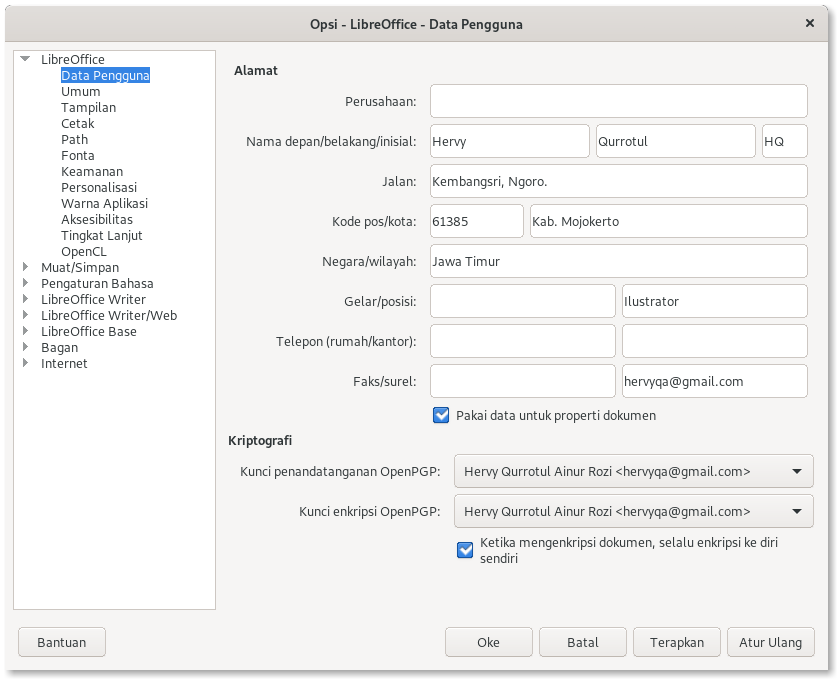 Opsi - LibreOffice - Data Pengguna
LibreOffice
Data Pengguna
Umum
Tampilan
Cetak
Path
Fonta
Keamanan
Personalisasi
Warna Aplikasi
Aksesibilitas
Tingkat Lanjut
OpenCL
Muat/Simpan
Pengaturan Bahasa
LibreOffice Writer
LibreOffice Writer/Web
LibreOffice Base
Bagan
Internet
Alamat
Perusahaan:
Nama depan/belakang/inisial: Hervy Qurrotul HQ
Jalan: Kembangsri, Ngoro.
Kode pos/kota: 61385 Kab. Mojokerto
Negara/wilayah: Jawa Timur
Gelar/posisi: Ilustrator
Telepon (rumah/kantor):
Faks/surel: hervyqa@gmail.com
Pakai data untuk properti dokumen
Kriptografi
Kunci penandatanganan OpenPGP: Hervy Qurrotul Ainur Rozi <hervyqa@gmail.com>
Kunci enkripsi OpenPGP: Hervy Qurrotul Ainur Rozi <hervyqa@gmail.com>
Ketika mengenkripsi dokumen, selalu enkripsi ke diri
sendiri
Bantuan Oke Batal Terapkan Atur Ulang